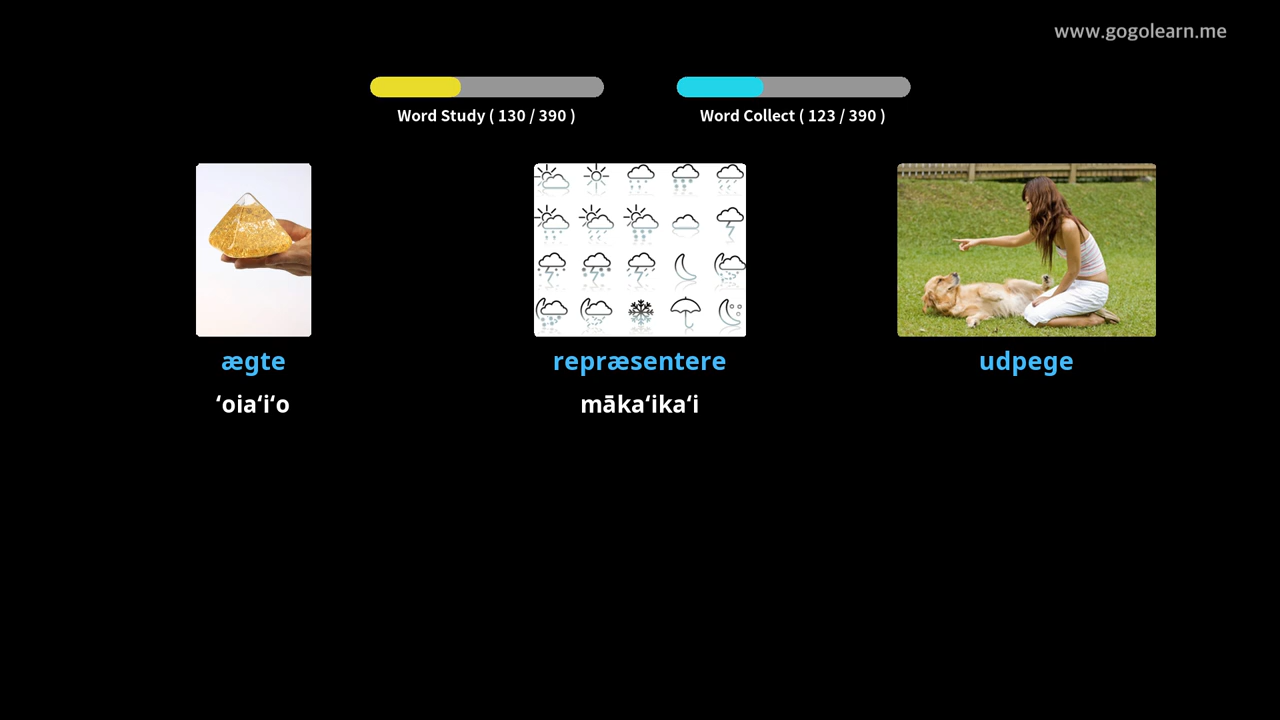 www.gogolearn.me
Word Study ( 130 / 390 )
Word Collect ( 123 / 390 )
ægte
repræsentere
udpege
ʻoiaʻiʻo
mākaʻikaʻi